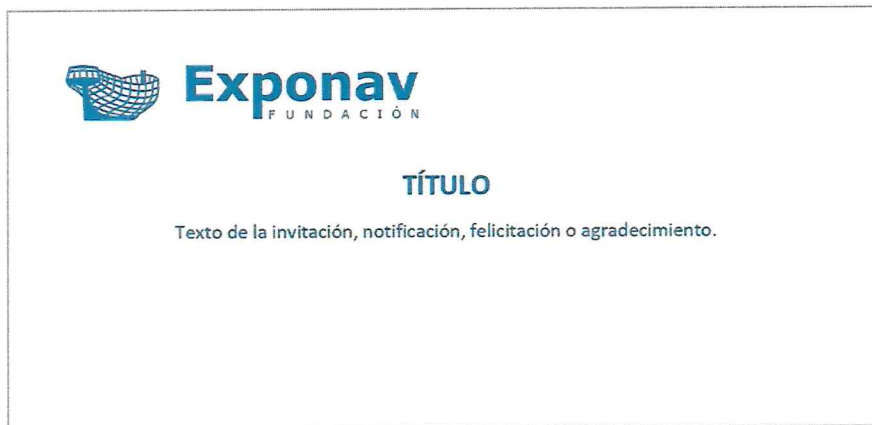 Exponav
FUNDACIÓN
TÍTULO
Texto de la invitación, notificación, felicitación o agradecimiento.